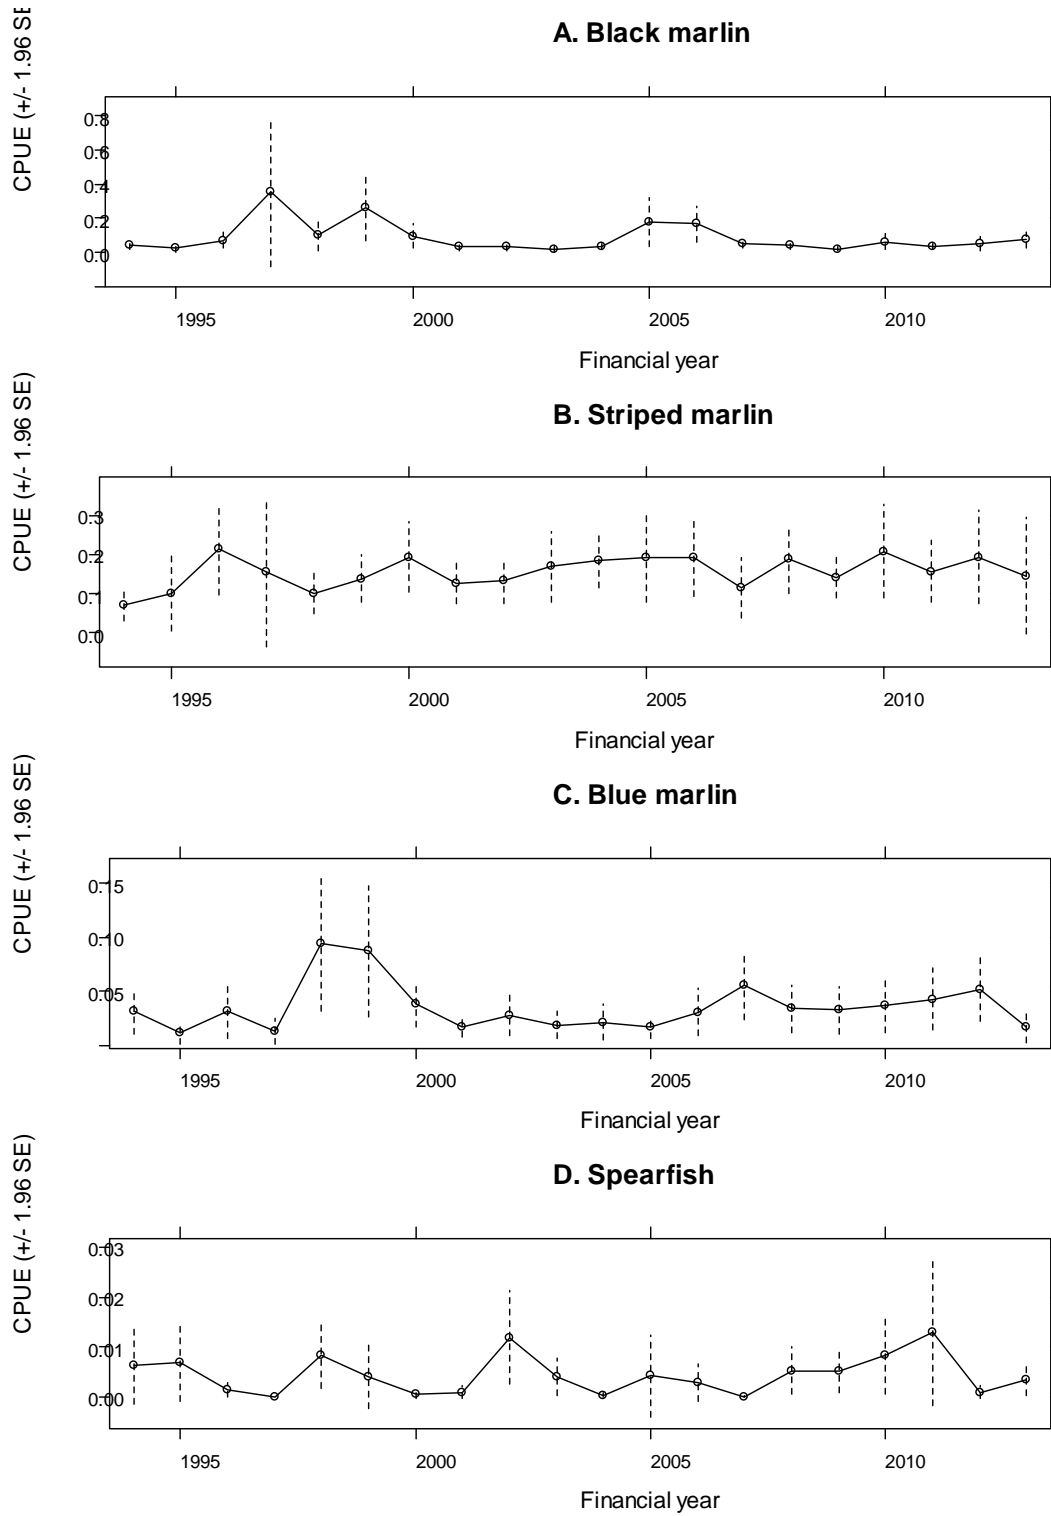 A. Black marlin
CPUE (+/- 1.96 SE
0.8
0.6
0.4
0.2
0.0
1995 2000 2005 2010
Financial year
B. Striped marlin
CPUE (+/- 1.96 SE)
0.3
0.2
0.1
0.0
1995 2000 2005 2010
Financial year
C. Blue marlin
CPUE (+/- 1.96 SE)
0.15
0.10
0.05
1995 2000 2005 2010
Financial year
D. Spearfish
CPUE (+/- 1.96 SE)
0.03
0.02
0.01
0.00
1995 2000 2005 2010
Financial year